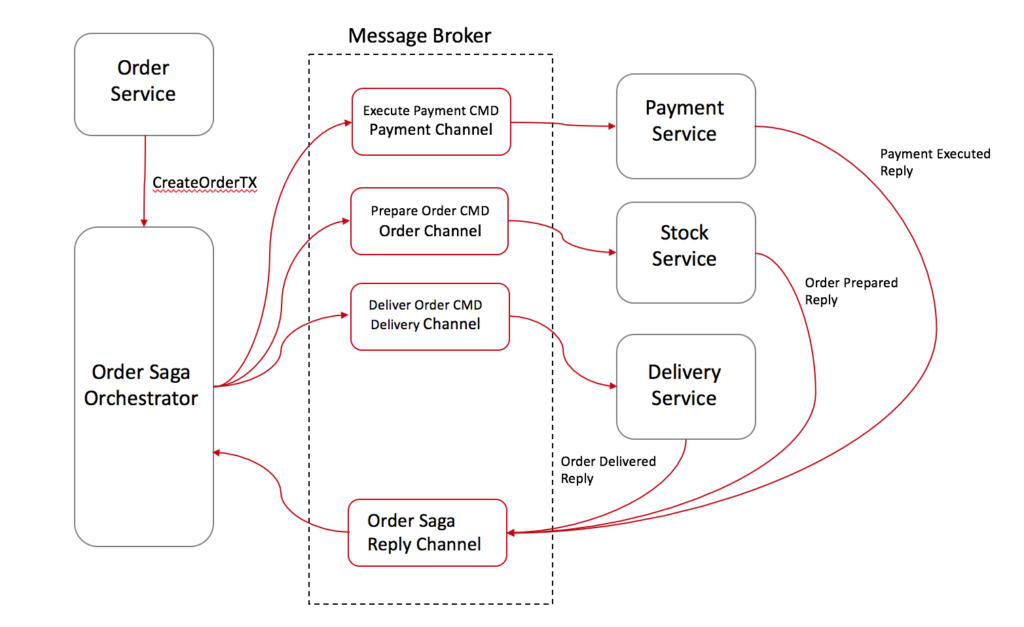 Message Broker
Order
Service
CreateOrderTX
Execute Payment CMD
Payment Channel
Prepare Order CMD
Order Channel
Deliver Order CMD
Delivery Channel
Payment
Service
Payment Executed
Reply
Stock
Service
Order Prepared
Reply
Order Saga
Orchestrator
Delivery
Service
Order Delivered
Reply
Order Saga
Reply Channel